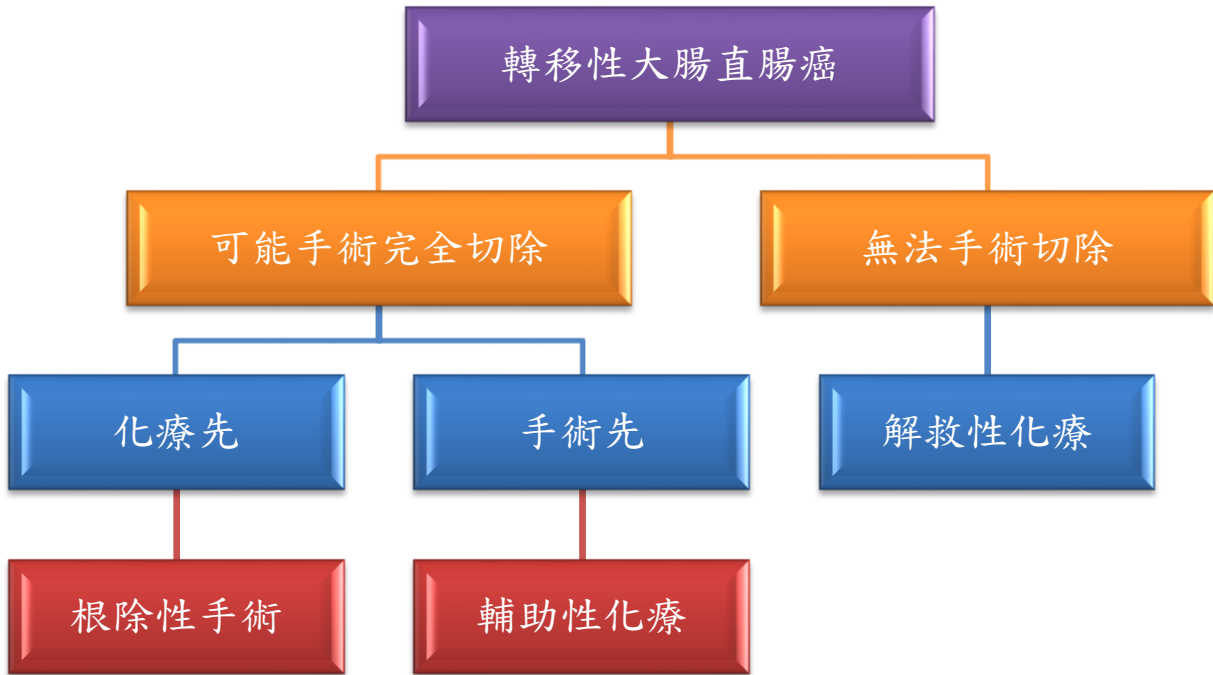 轉移性大腸直腸癌
可能手術完全切除
無法手術切除
化療先
手術先
解救性化療
根除性手術
輔助性化療